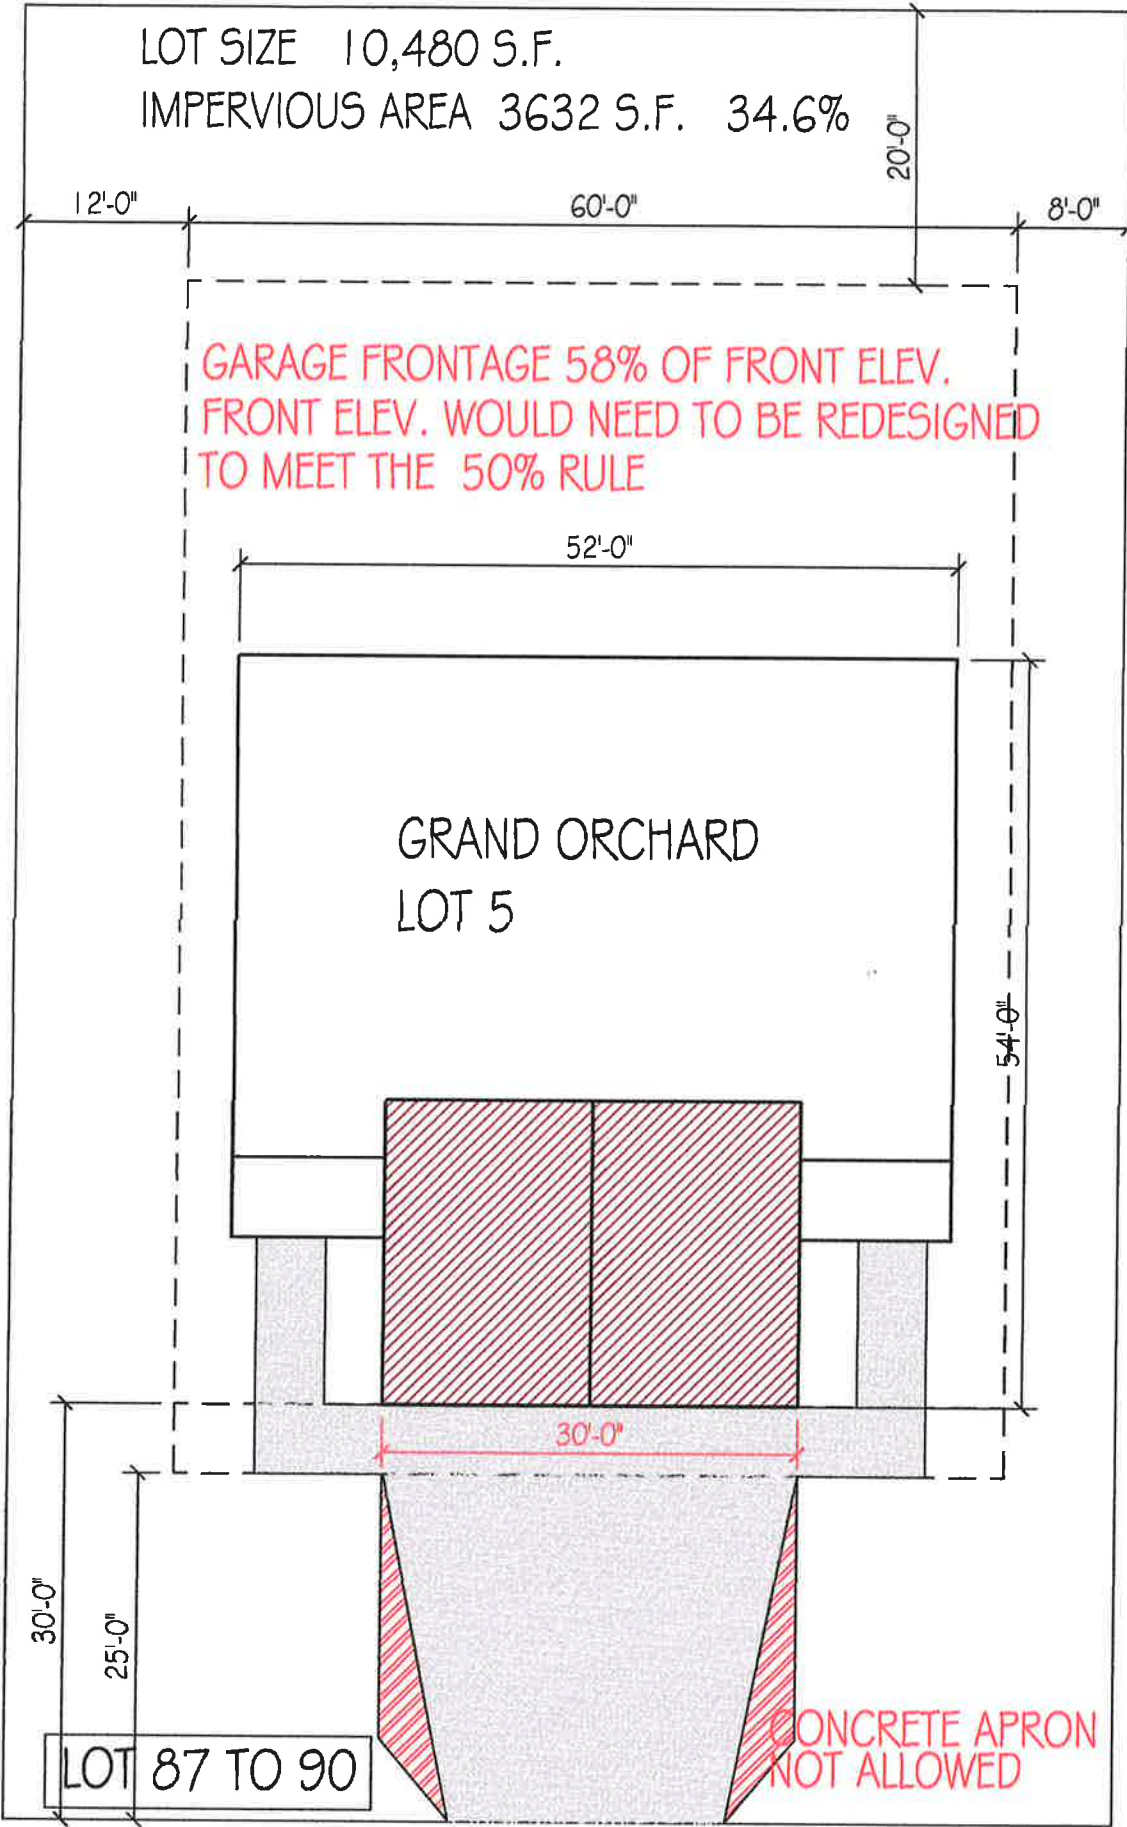 LOT SIZE 10,480 S.F.
IMPERVIOUS AREA 3632 S.F. 34.6%
20'-0"
12'-0"
60'-0"
8'-0"
GARAGE FRONTAGE 58% OF FRONT ELEV.
FRONT ELEV. WOULD NEED TO BE REDESIGNED
TO MEET THE 50% RULE
52'-0"
GRAND ORCHARD
LOT 5
54'-0"
30'-0"
30'-0"
25'-0"
CONCRETE APRON
NOT ALLOWED
LOT 87 TO 90